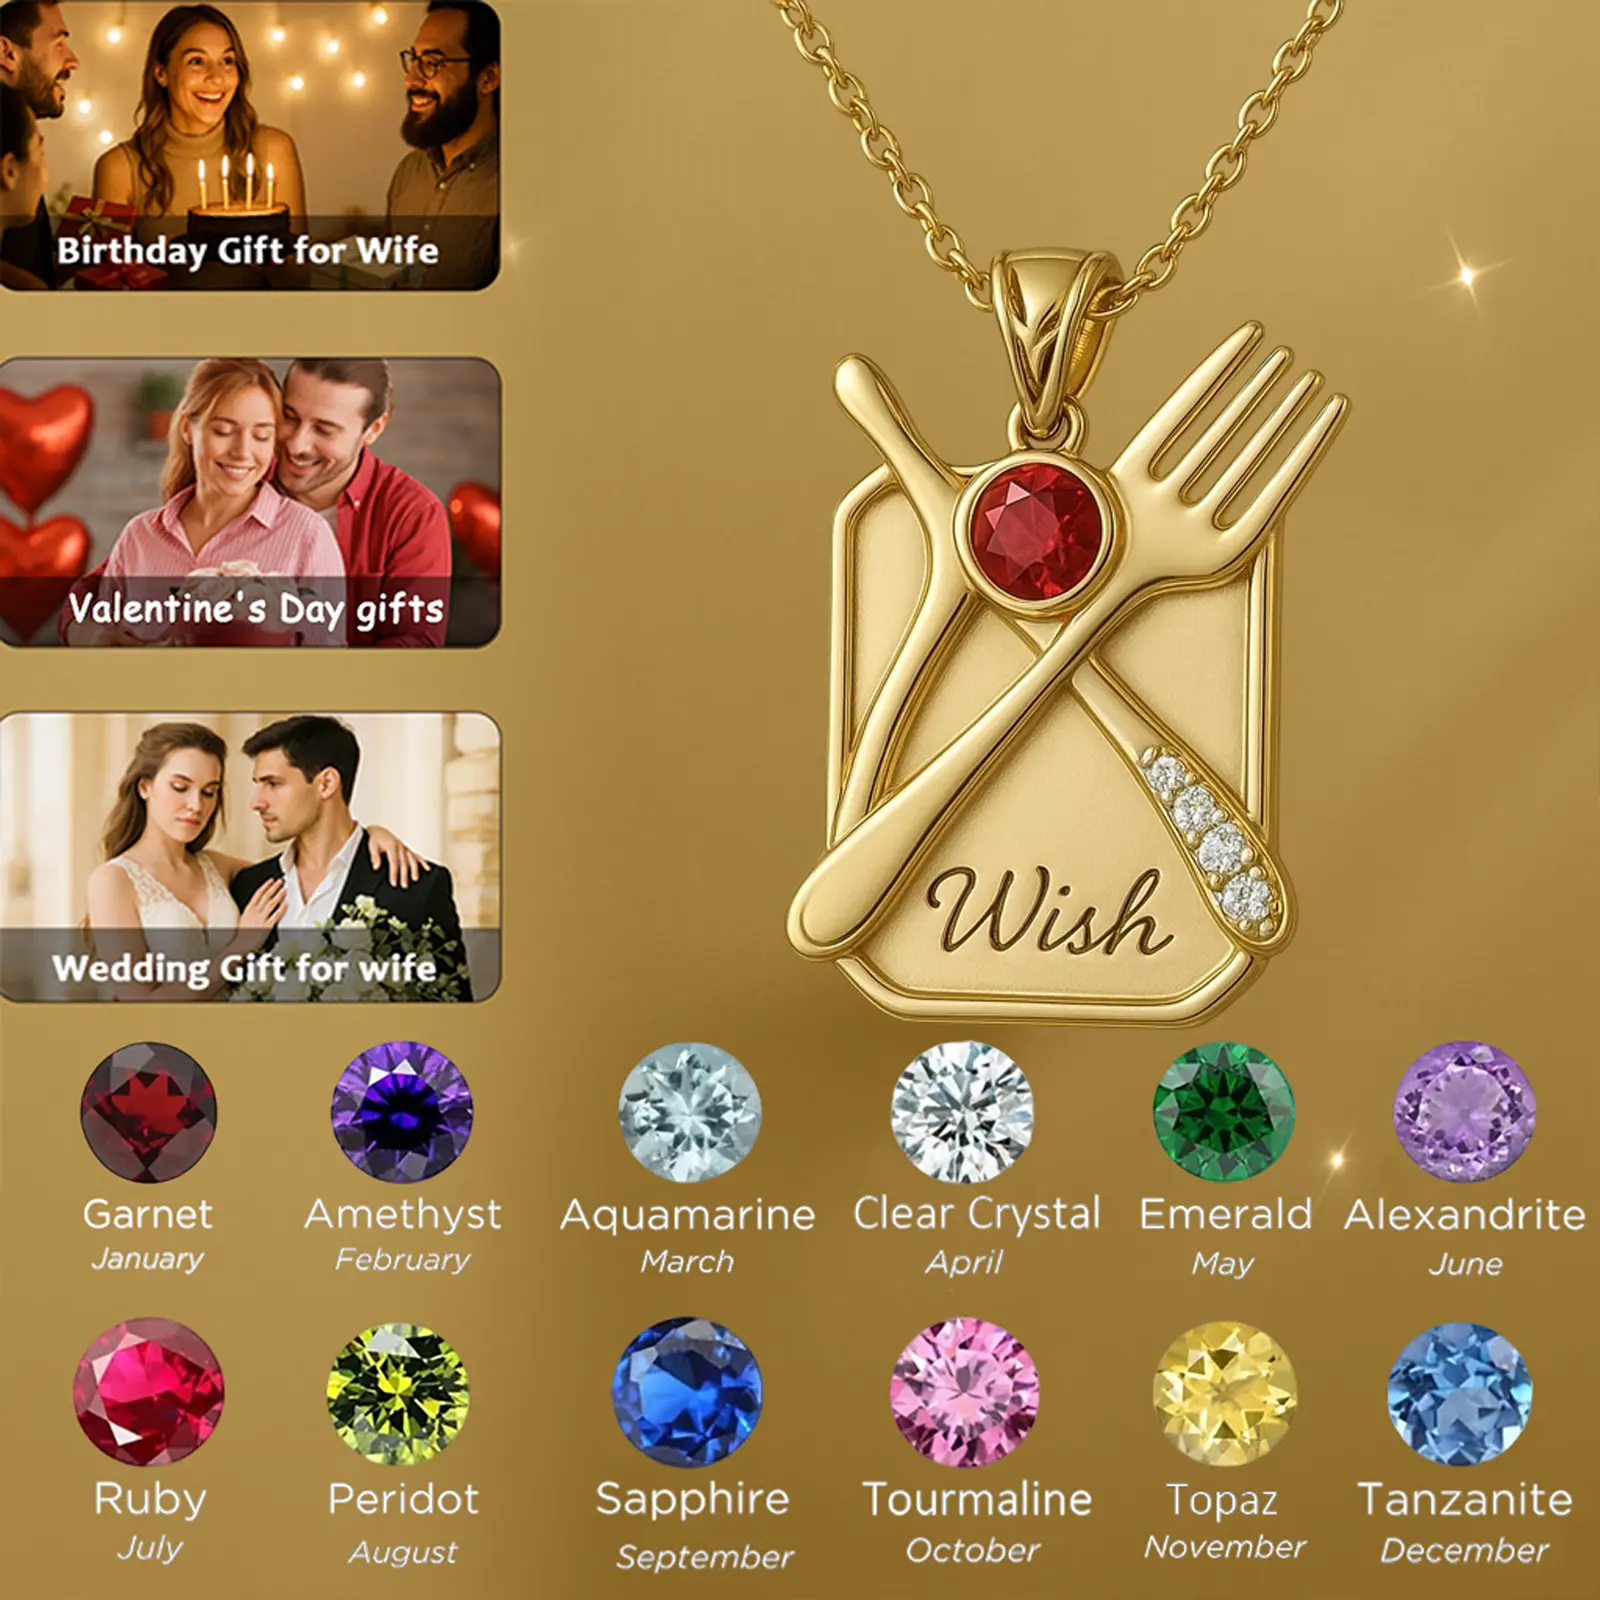 Birthday Gift for Wife
Valentine's Day gifts
Wedding Gift for wife
Wish
Garnet
January
Amethyst
February
Aquamarine
March
Clear Crystal
April
Emerald
May
Alexandrite
June
Ruby
July
Peridot
August
Sapphire
September
Tourmaline
October
Topaz
November
Tanzanite
December